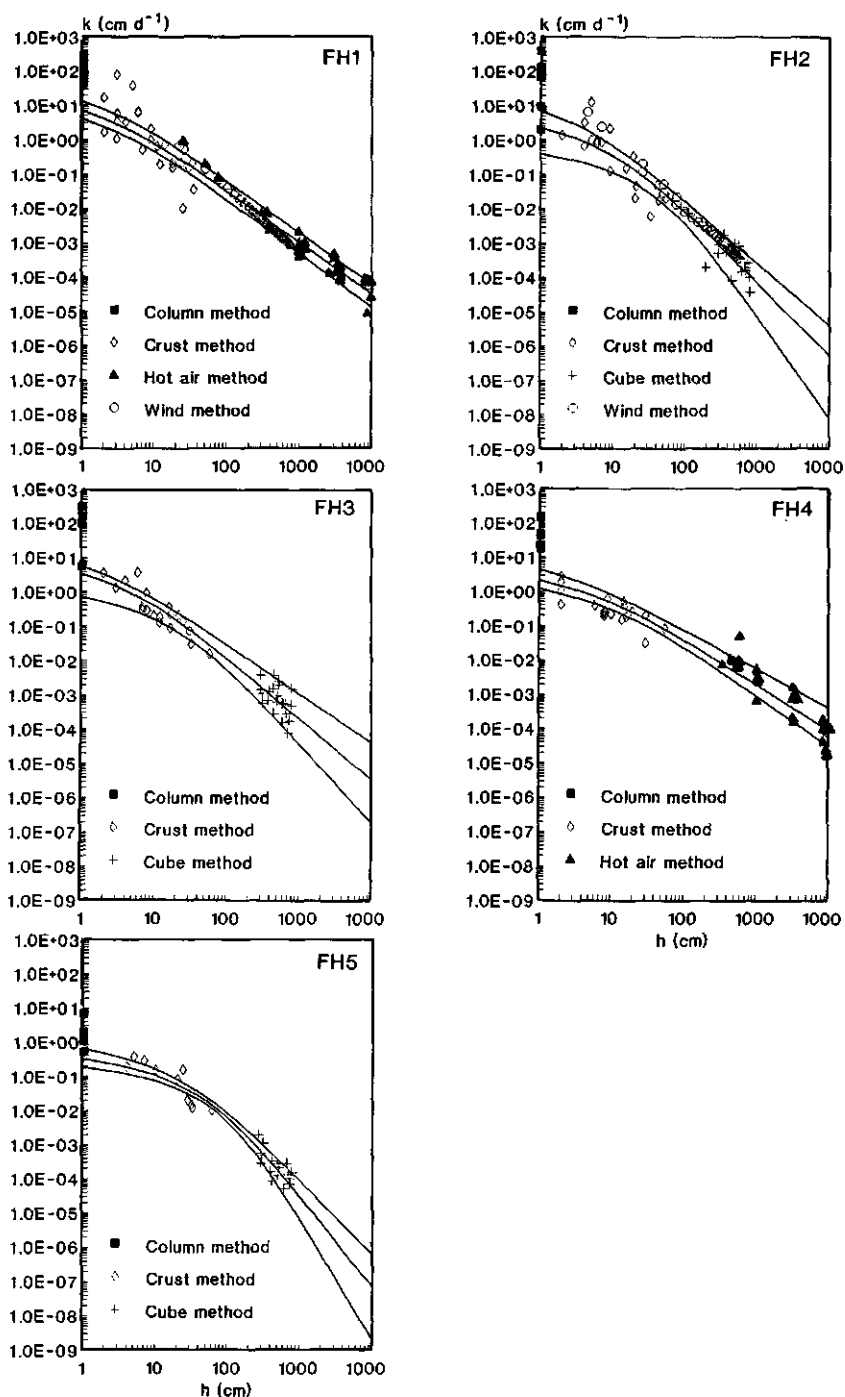 k (cm d⁻¹)
FH1
1.0E+03
1.0E+02
1.0E+01
1.0E+00
1.0E-01
1.0E-02
1.0E-03
1.0E-04
1.0E-05
1.0E-06
1.0E-07
1.0E-08
1.0E-09
Column method
Crust method
Hot air method
Wind method
1 10 100 1000 1000
k (cm d⁻¹)
FH2
1.0E+03
1.0E+02
1.0E+01
1.0E+00
1.0E-01
1.0E-02
1.0E-03
1.0E-04
1.0E-05
1.0E-06
1.0E-07
1.0E-08
1.0E-09
Column method
Crust method
Cube method
Wind method
1 10 100 1000 1000
FH3
1.0E+03
1.0E+02
1.0E+01
1.0E+00
1.0E-01
1.0E-02
1.0E-03
1.0E-04
1.0E-05
1.0E-06
1.0E-07
1.0E-08
1.0E-09
Column method
Crust method
Cube method
1 10 100 1000 1000
FH4
1.0E+03
1.0E+02
1.0E+01
1.0E+00
1.0E-01
1.0E-02
1.0E-03
1.0E-04
1.0E-05
1.0E-06
1.0E-07
1.0E-08
1.0E-09
Column method
Crust method
Hot air method
1 10 100 1000 1000
h (cm)
FH5
1.0E+03
1.0E+02
1.0E+01
1.0E+00
1.0E-01
1.0E-02
1.0E-03
1.0E-04
1.0E-05
1.0E-06
1.0E-07
1.0E-08
1.0E-09
Column method
Crust method
Cube method
1 10 100 1000 1000
h (cm)